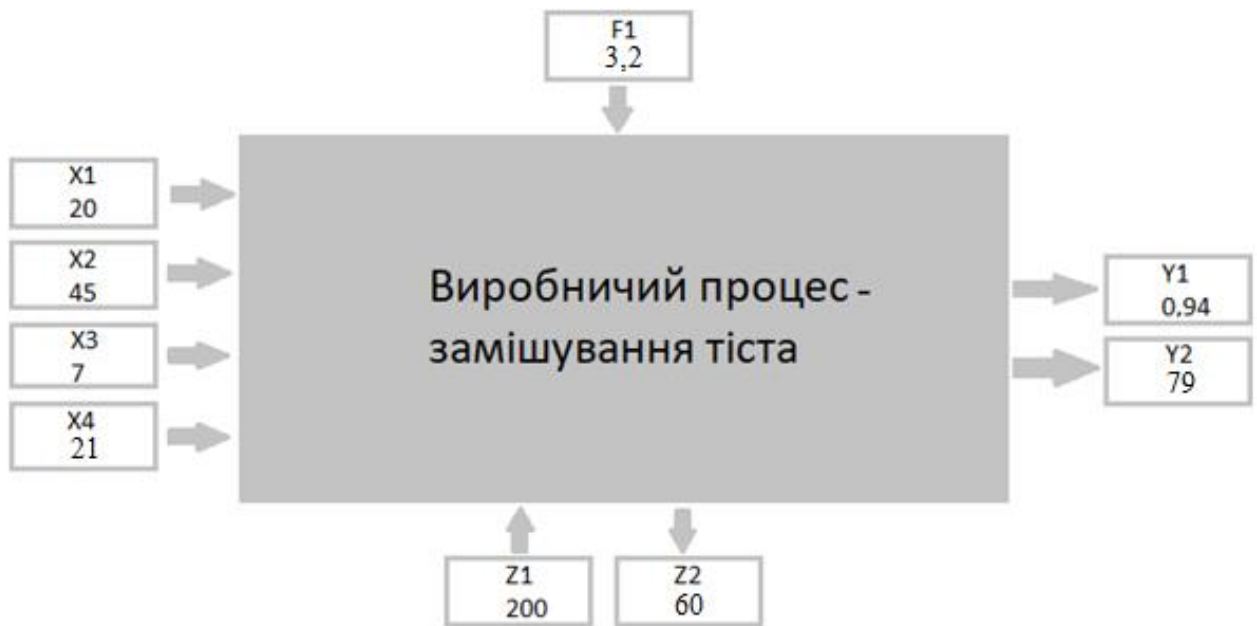 F1
3,2
X1
20
X2
45
X3
7
X4
21
Виробничий процес -
замішування тіста
Y1
0,94
Y2
79
Z1
200
Z2
60